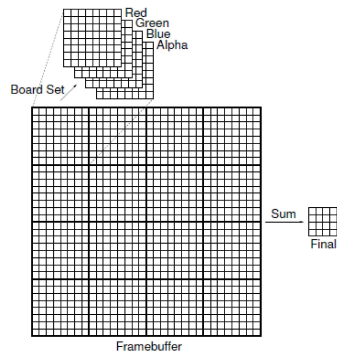 Red
Green
Blue
Alpha
Board Set
Sum
Final
Framebuffer